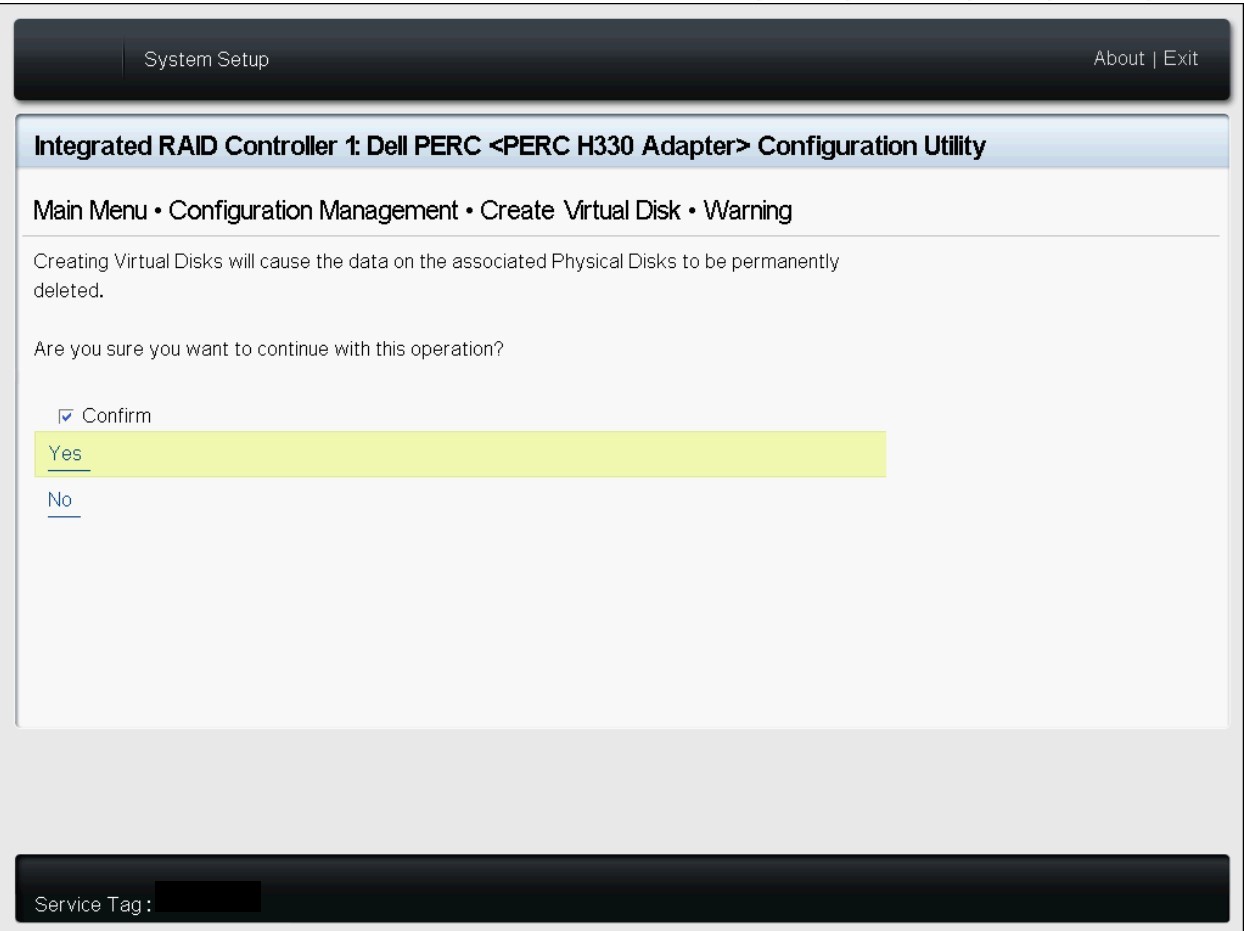 System Setup
About | Exit
Integrated RAID Controller 1: Dell PERC <PERC H330 Adapter> Configuration Utility
Main Menu • Configuration Management • Create Virtual Disk • Warning
Creating Virtual Disks will cause the data on the associated Physical Disks to be permanently
deleted.
Are you sure you want to continue with this operation?
Confirm
Yes
No
Service Tag :